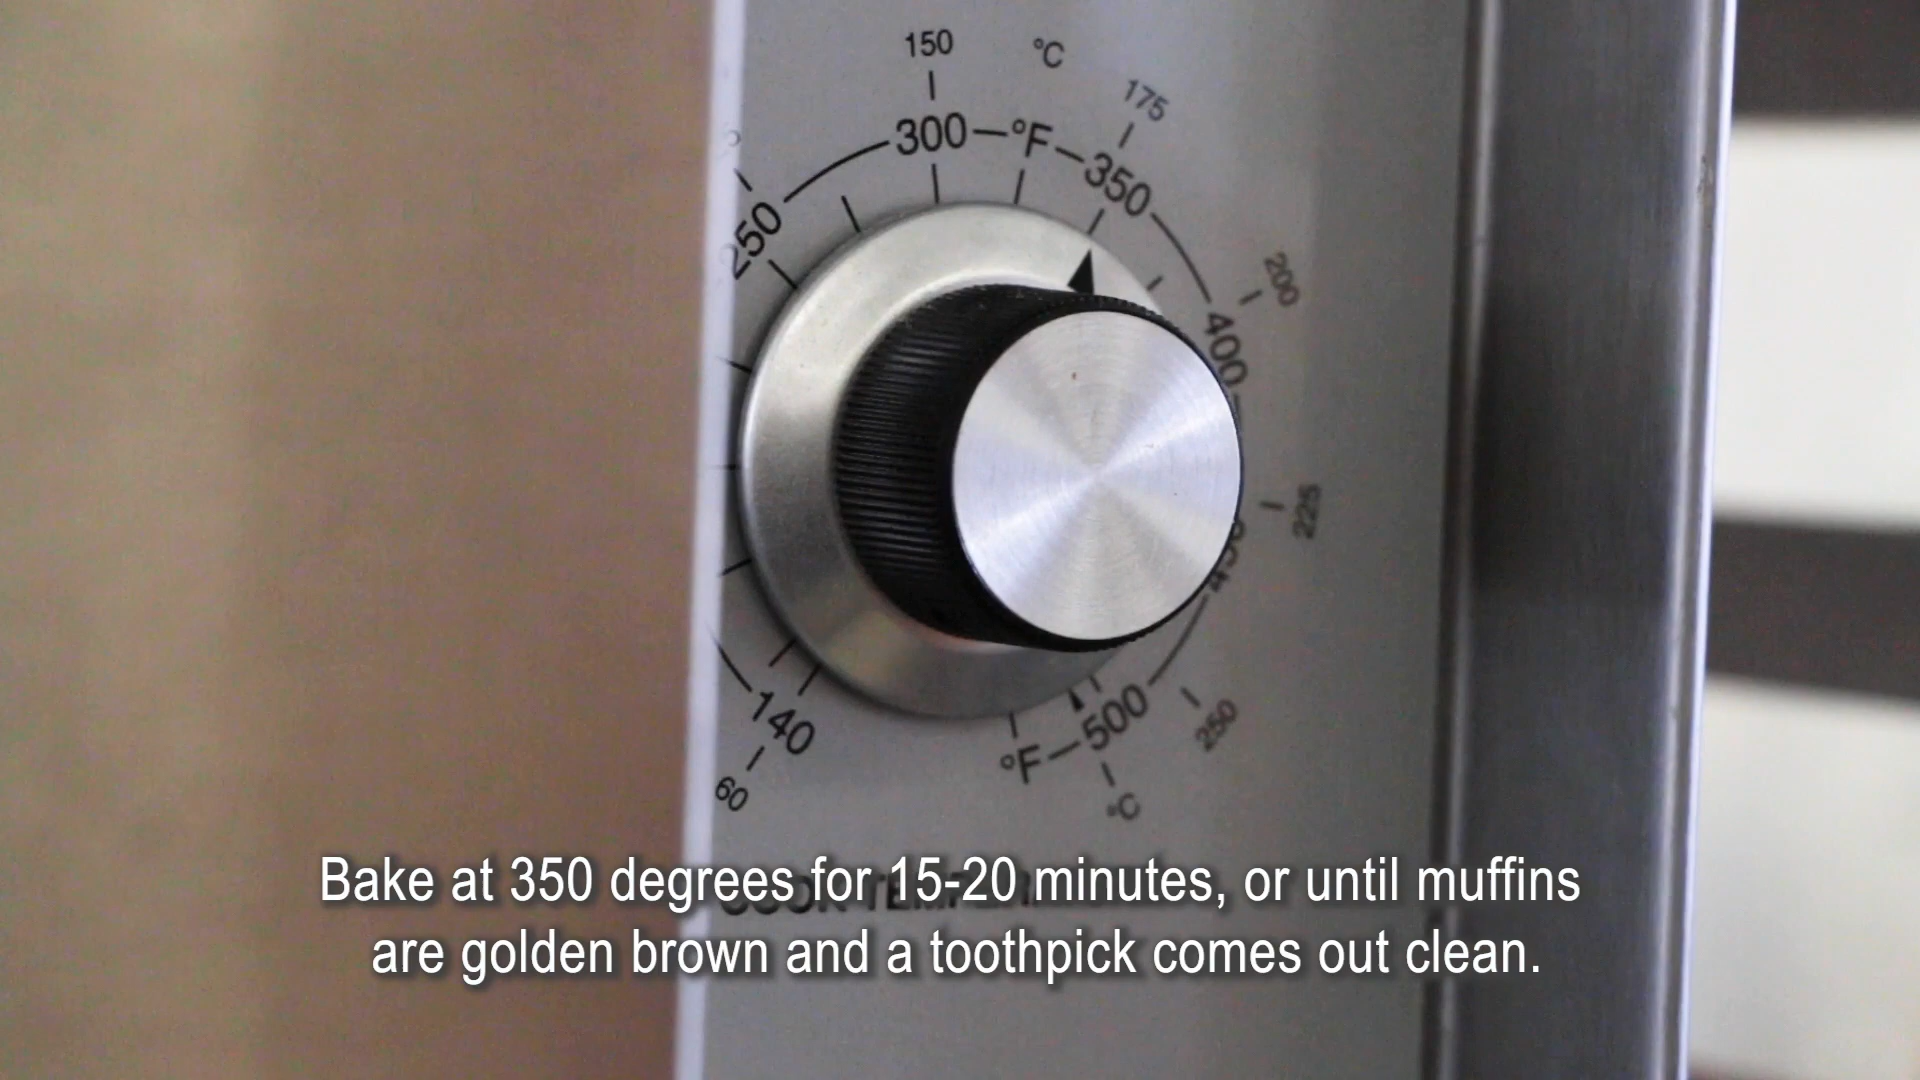 150 °C 175
300 °F 350
250
200
400
225
140
500
250
°F
60
°C
Bake at 350 degrees for 15-20 minutes, or until muffins
are golden brown and a toothpick comes out clean.